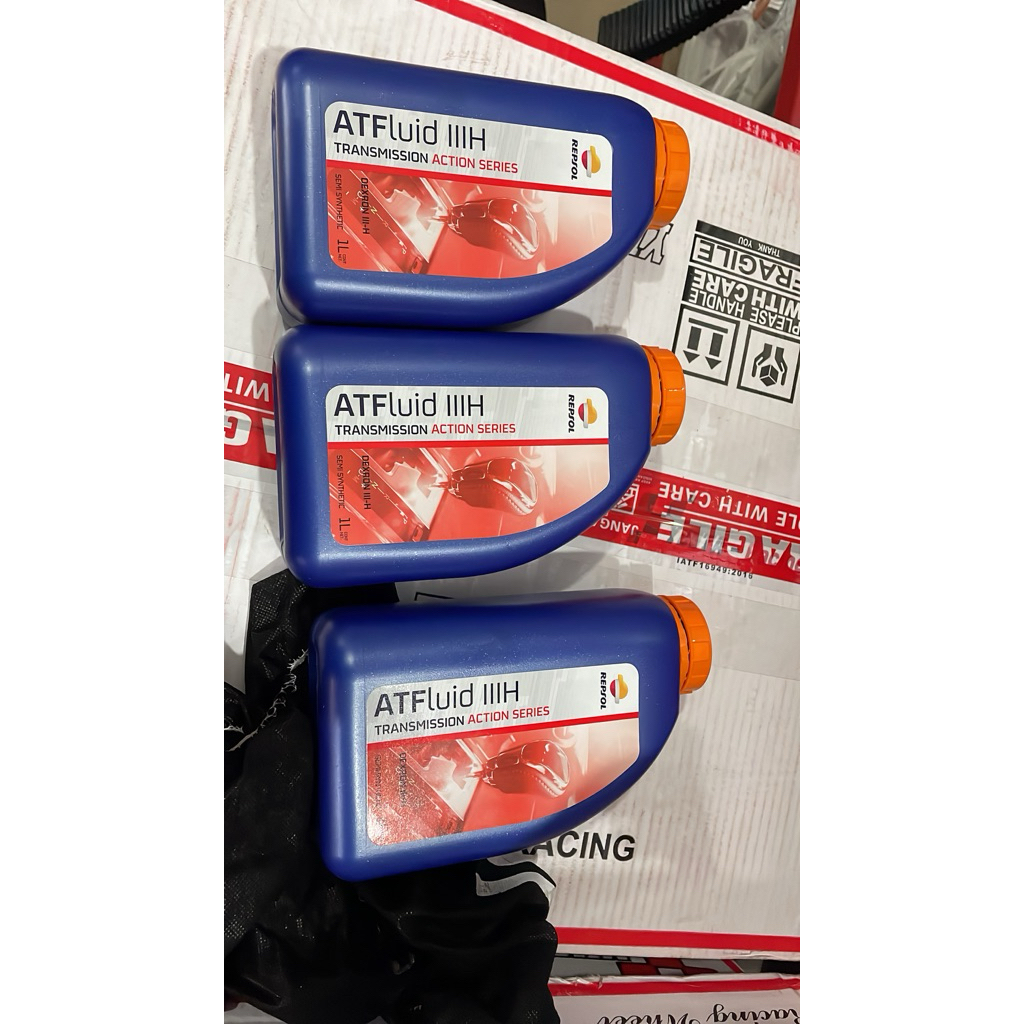 ATFluid IIIH
TRANSMISSION ACTION SERIES
REPSOL
DEXRON III-H
SEMI SYNTHETIC
1L
ATFluid IIIH
TRANSMISSION ACTION SERIES
REPSOL
DEXRON III-H
SEMI SYNTHETIC
1L
ATFluid IIIH
TRANSMISSION ACTION SERIES
REPSOL
PLEASE HANDLE
WITH CARE
FRAGILE
THANK YOU
WITH CARE
FRAGILE
IATF16949:2016
RACING
Racing Wheel